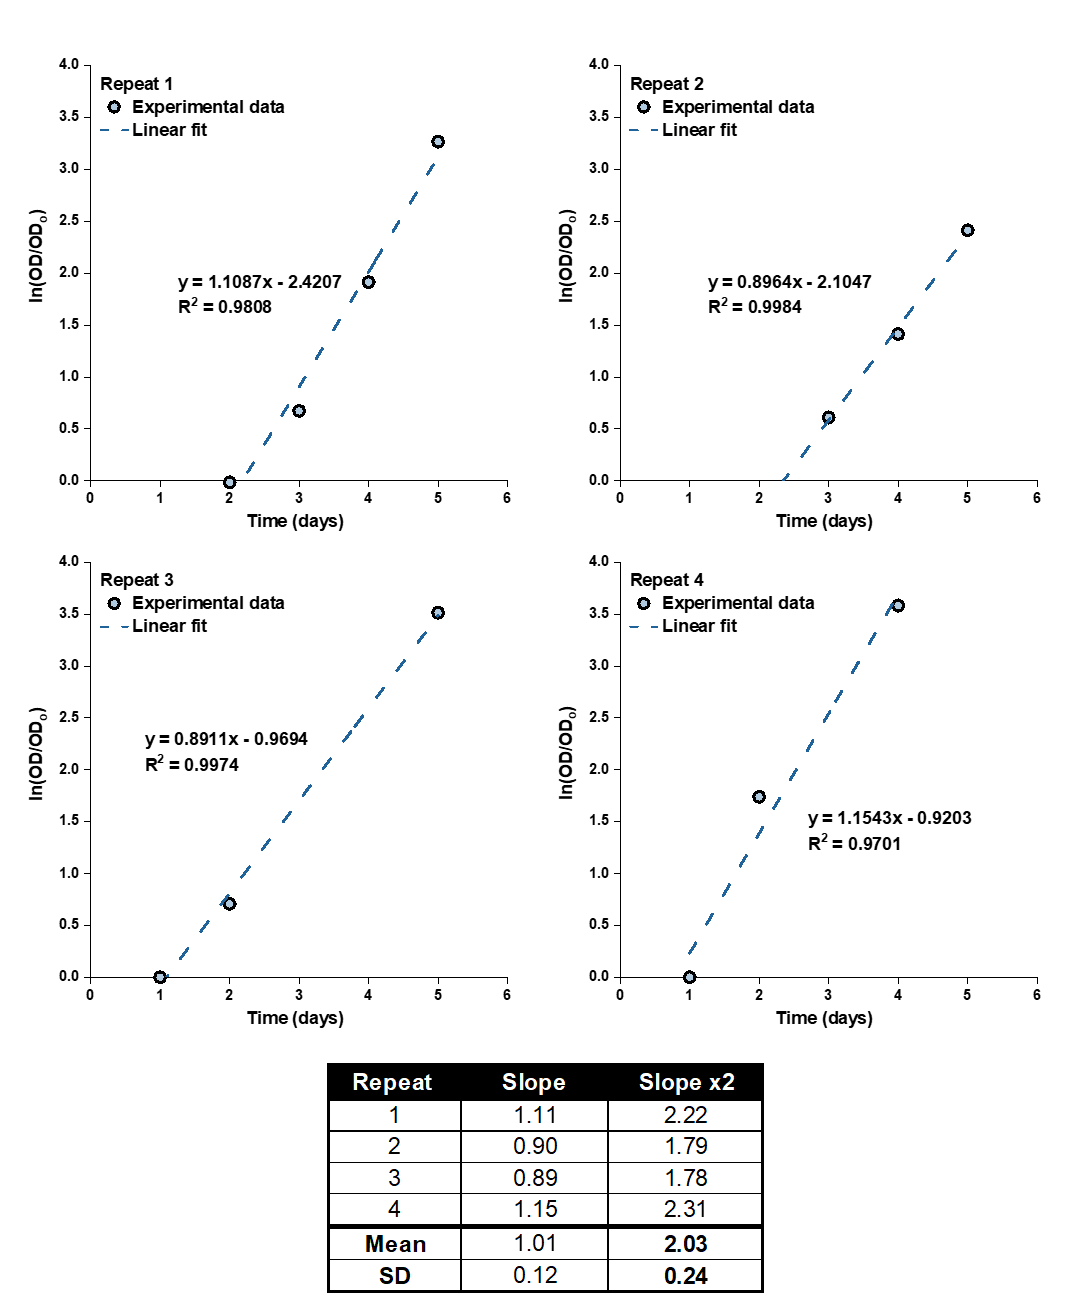 Repeat 1
Experimental data
Linear fit
4.0
3.5
3.0
2.5
2.0
1.5
1.0
0.5
0.0
ln(OD/OD₀)
y = 1.1087x - 2.4207
R² = 0.9808
0 1 2 3 4 5 6
Time (days)
Repeat 2
Experimental data
Linear fit
4.0
3.5
3.0
2.5
2.0
1.5
1.0
0.5
0.0
ln(OD/OD₀)
y = 0.8964x - 2.1047
R² = 0.9984
0 1 2 3 4 5 6
Time (days)
Repeat 3
Experimental data
Linear fit
4.0
3.5
3.0
2.5
2.0
1.5
1.0
0.5
0.0
ln(OD/OD₀)
y = 0.8911x - 0.9694
R² = 0.9974
0 1 2 3 4 5 6
Time (days)
Repeat 4
Experimental data
Linear fit
4.0
3.5
3.0
2.5
2.0
1.5
1.0
0.5
0.0
ln(OD/OD₀)
y = 1.1543x - 0.9203
R² = 0.9701
0 1 2 3 4 5 6
Time (days)
Repeat Slope Slope x2
1 1.11 2.22
2 0.90 1.79
3 0.89 1.78
4 1.15 2.31
Mean 1.01 2.03
SD 0.12 0.24